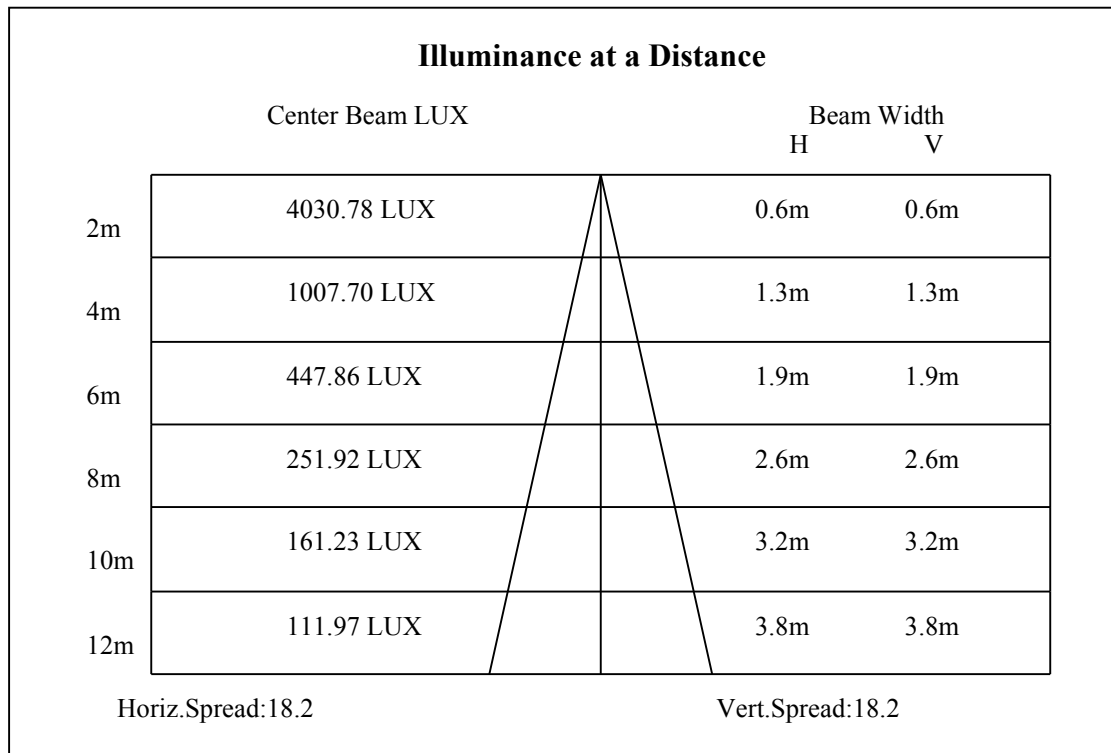 Illuminance at a Distance
Center Beam LUX Beam Width
H V
2m 4030.78 LUX 0.6m 0.6m
4m 1007.70 LUX 1.3m 1.3m
6m 447.86 LUX 1.9m 1.9m
8m 251.92 LUX 2.6m 2.6m
10m 161.23 LUX 3.2m 3.2m
12m 111.97 LUX 3.8m 3.8m
Horiz.Spread:18.2 Vert.Spread:18.2